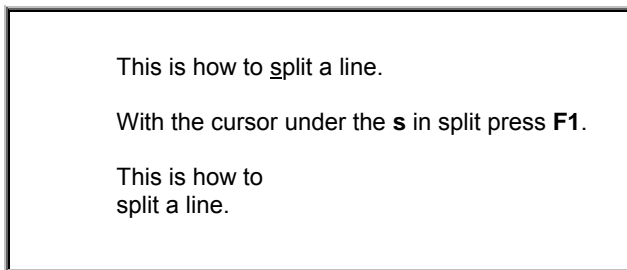 This is how to split a line.
With the cursor under the s in split press F1.
This is how to
split a line.